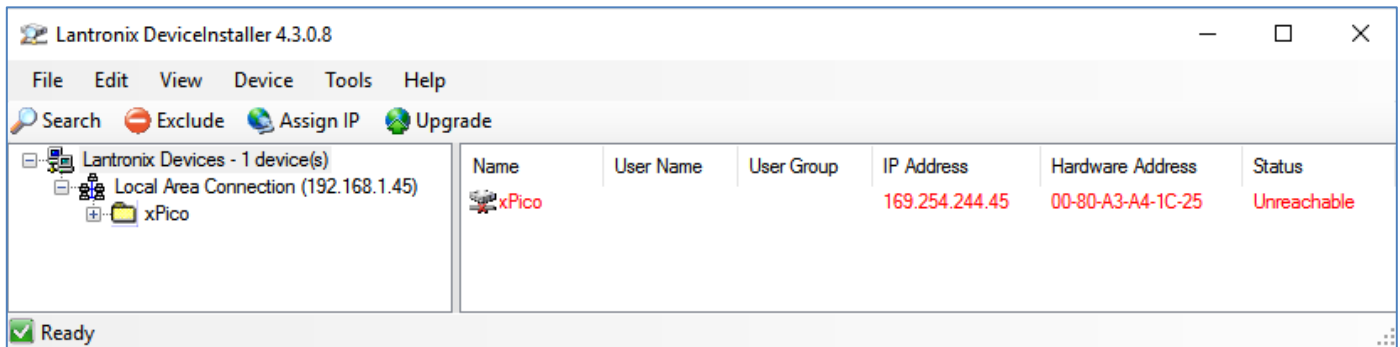 Lantronix DeviceInstaller 4.3.0.8
File Edit View Device Tools Help
Search Exclude Assign IP Upgrade
Lantronix Devices - 1 device(s)
Local Area Connection (192.168.1.45)
xPico
Name User Name User Group IP Address Hardware Address Status
xPico 169.254.244.45 00-80-A3-A4-1C-25 Unreachable
Ready